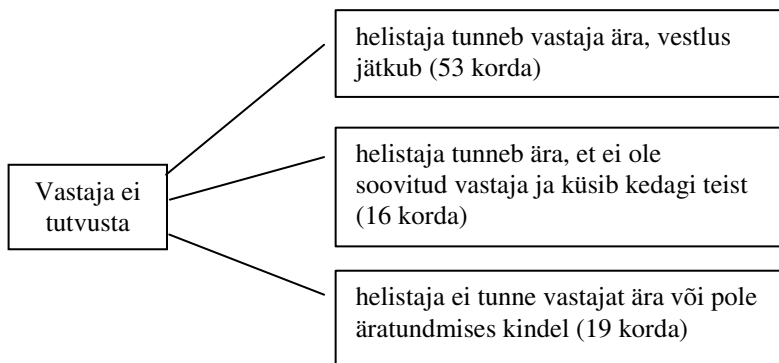 helistaja tunneb vastaja ära, vestlus
jätkub (53 korda)
Vastaja ei
tutvusta
helistaja tunneb ära, et ei ole
soovitud vastaja ja küsib kedagi teist
(16 korda)
helistaja ei tunne vastajat ära või pole
äratundmises kindel (19 korda)